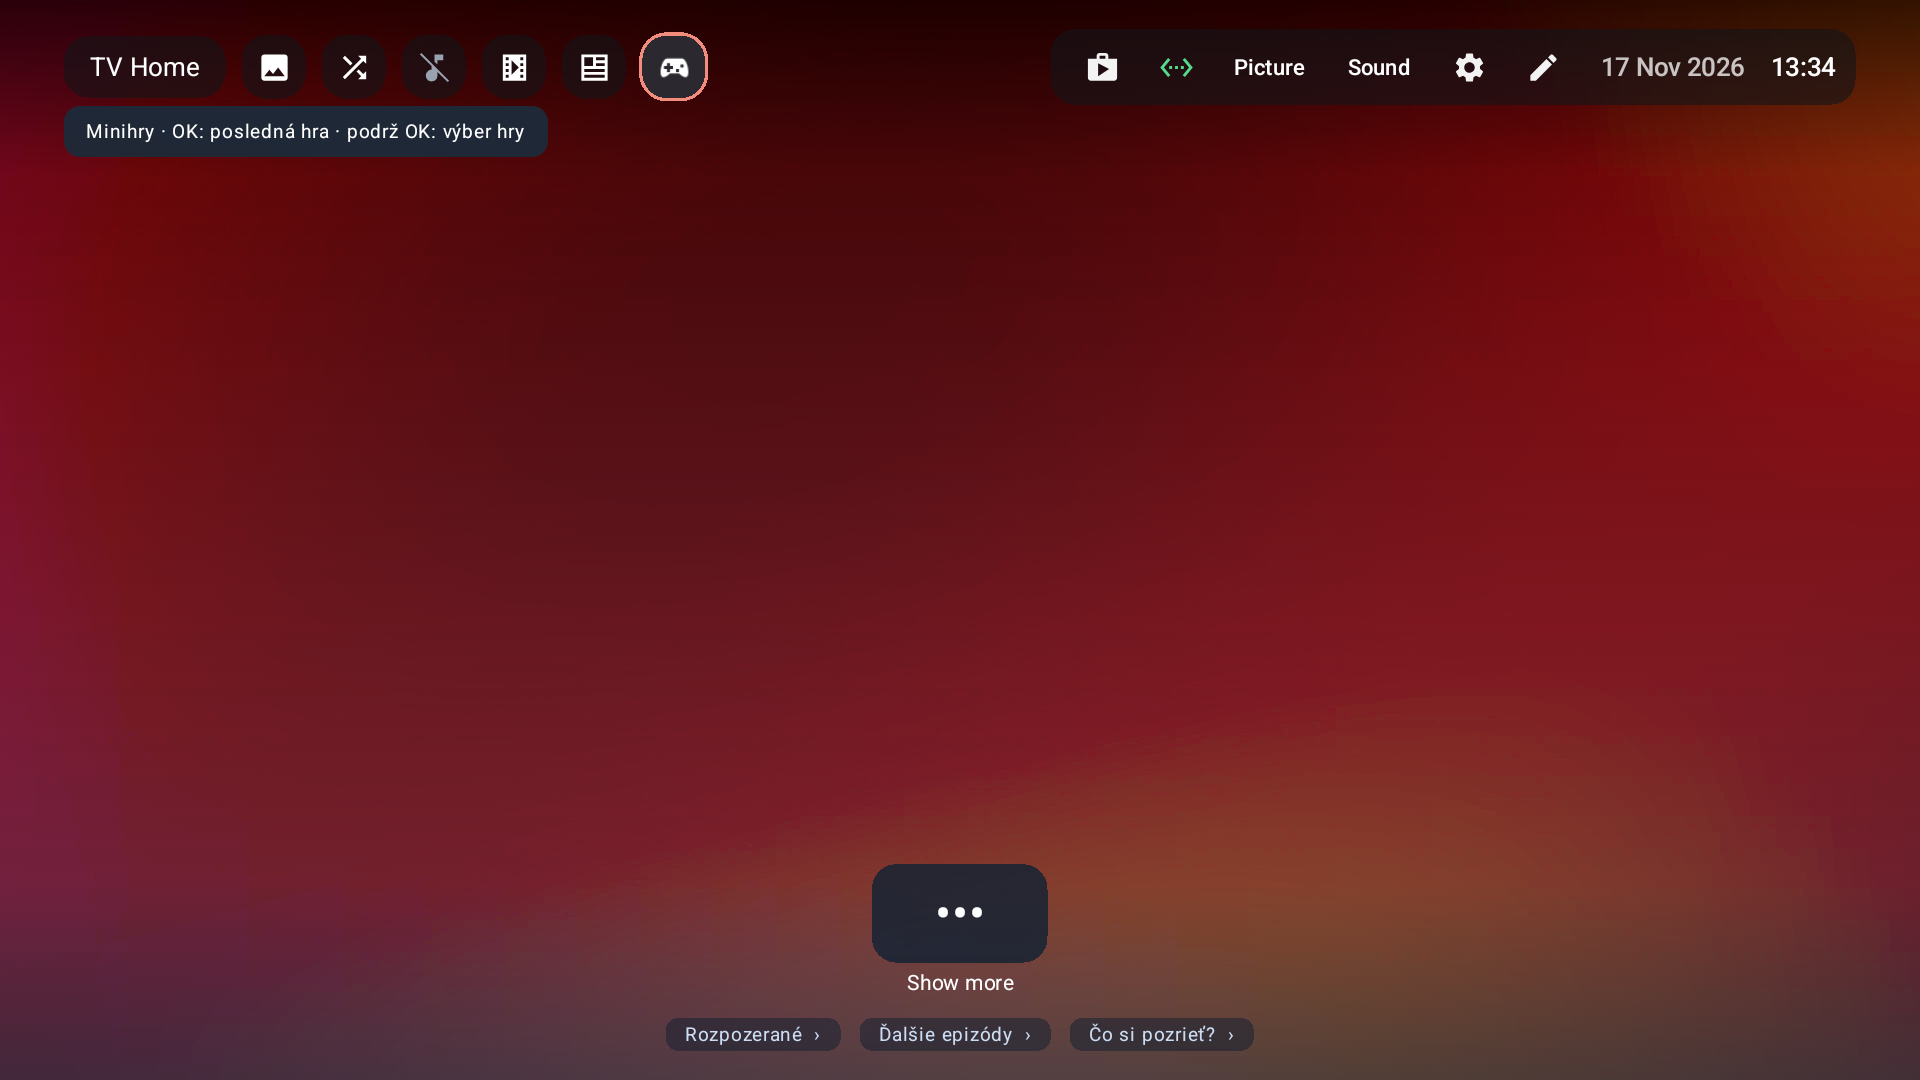 TV Home
Picture
Sound
17 Nov 2026
13:34
Minihry · OK: posledná hra · podrž OK: výber hry
Show more
Rozpozerané ›
Ďalšie epizódy ›
Čo si pozrieť? ›